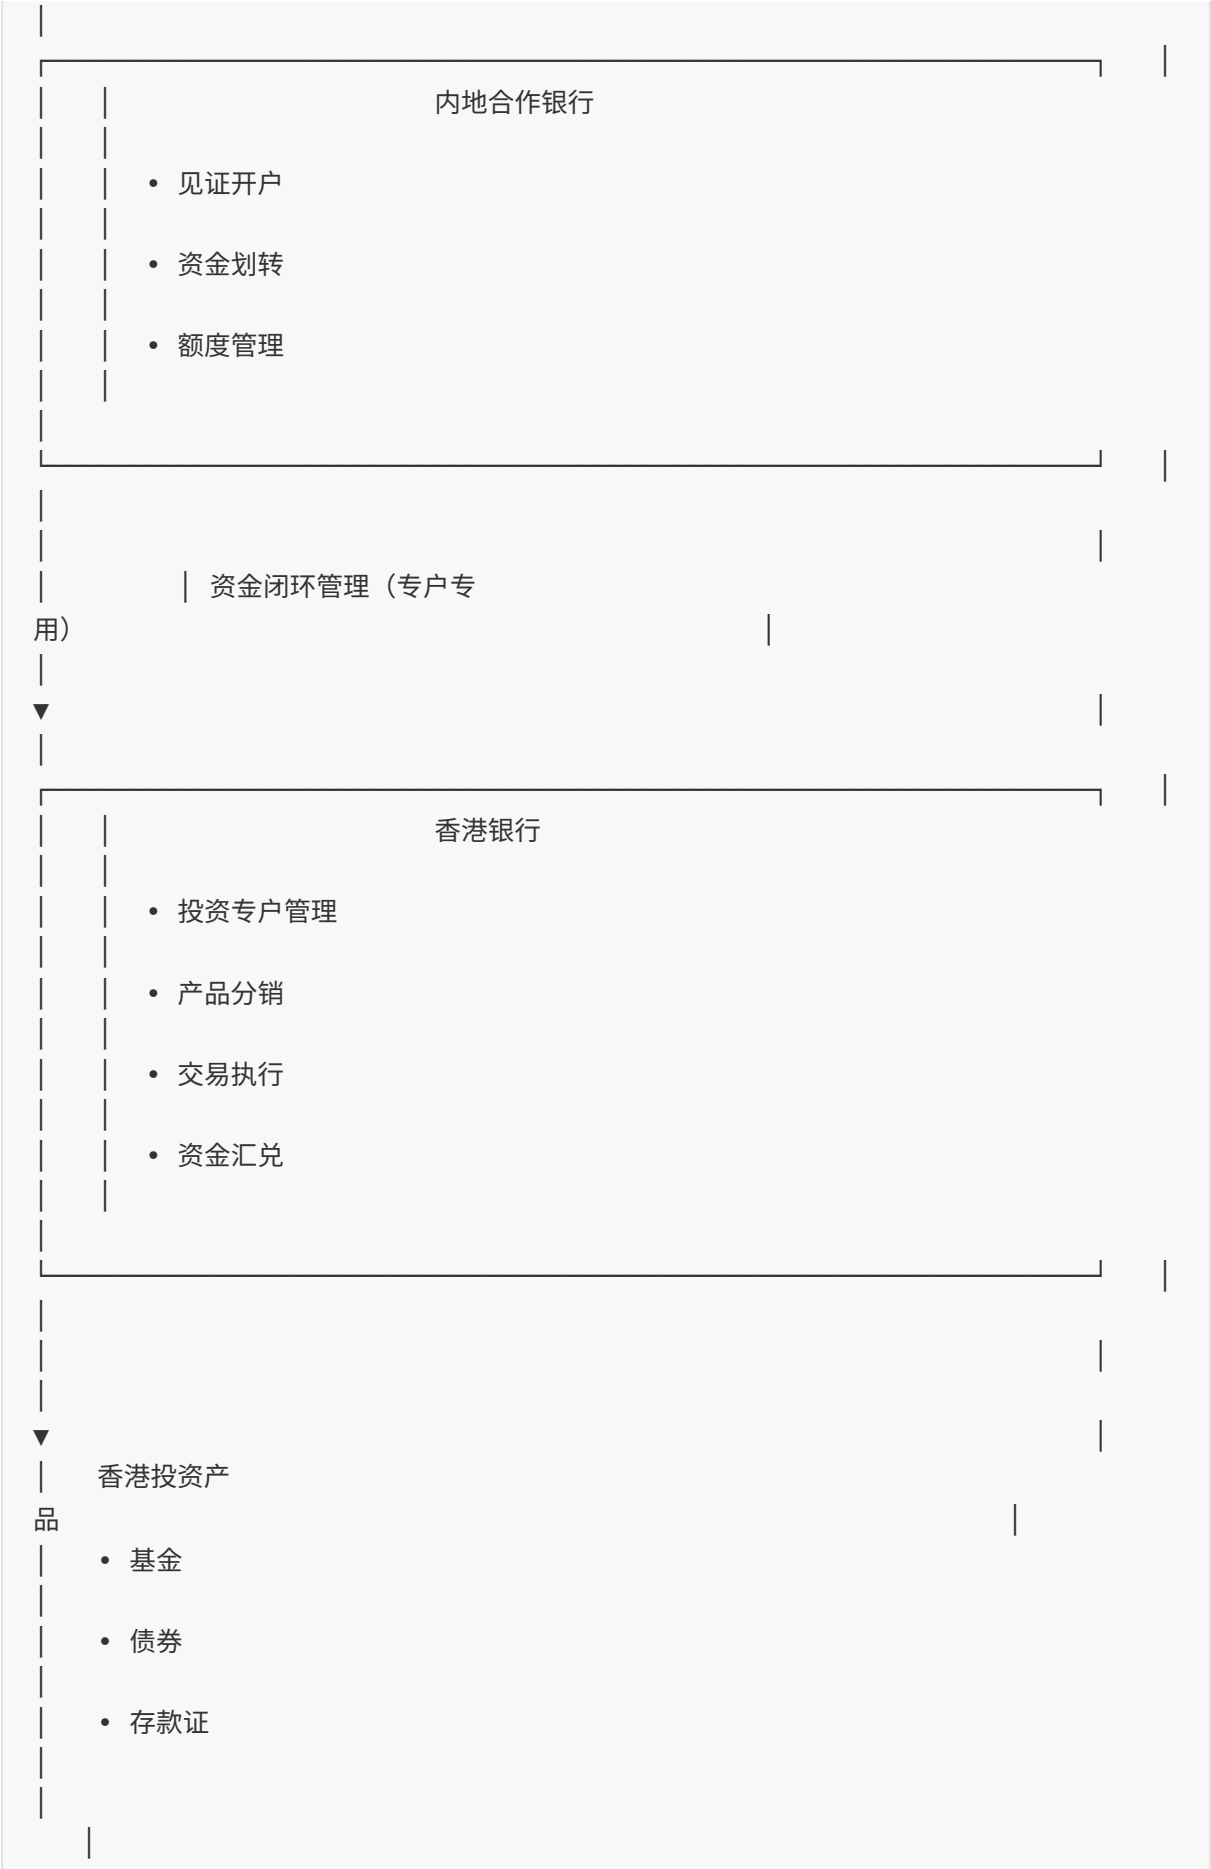 内地合作银行
• 见证开户
• 资金划转
• 额度管理
资金闭环管理（专户专
用）
▼
香港银行
• 投资专户管理
• 产品分销
• 交易执行
• 资金汇兑
▼
香港投资产
品
• 基金
• 债券
• 存款证